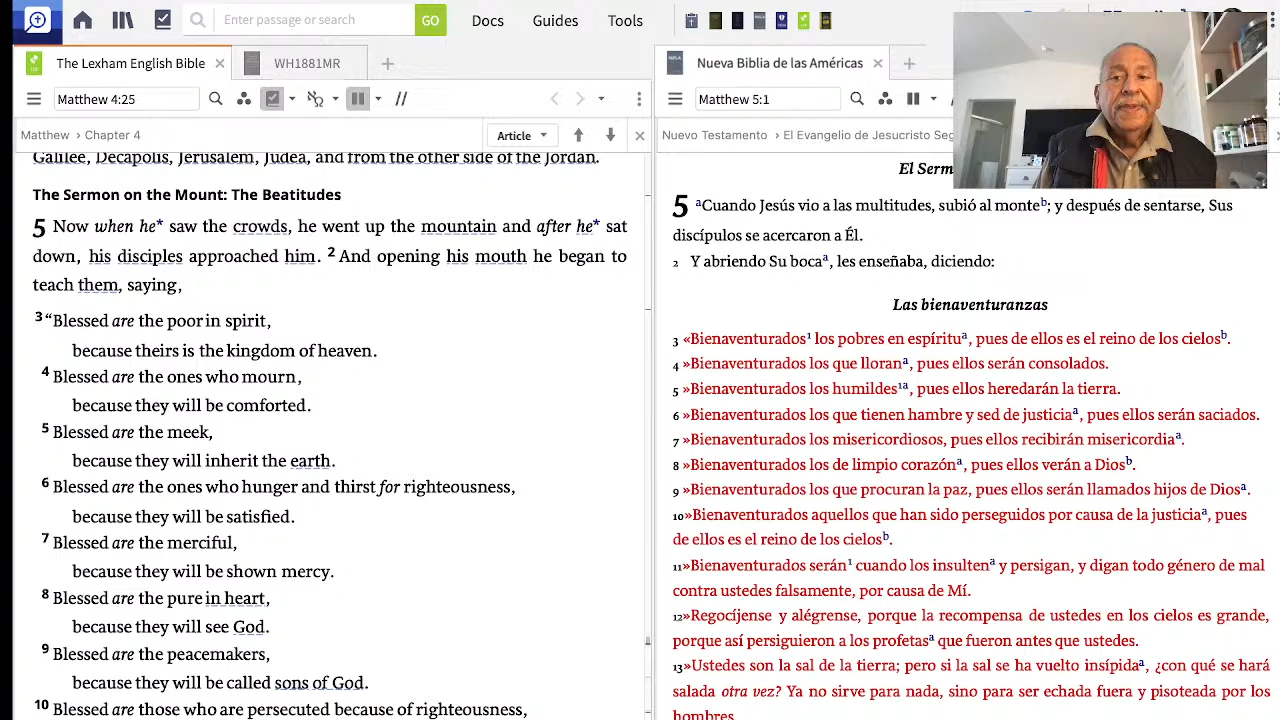 Enter passage or search
GO
Docs
Guides
Tools
The Lexham English Bible
WH1881MR
Matthew 4:25
Matthew > Chapter 4
Article
Galilee, Decapolis, Jerusalem, Judea, and from the other side of the Jordan.
The Sermon on the Mount: The Beatitudes
5 Now when he* saw the crowds, he went up the mountain and after he* sat
down, his disciples approached him. 2 And opening his mouth he began to
teach them, saying,
3 “Blessed are the poor in spirit,
because theirs is the kingdom of heaven.
4 Blessed are the ones who mourn,
because they will be comforted.
5 Blessed are the meek,
because they will inherit the earth.
6 Blessed are the ones who hunger and thirst for righteousness,
because they will be satisfied.
7 Blessed are the merciful,
because they will be shown mercy.
8 Blessed are the pure in heart,
because they will see God.
9 Blessed are the peacemakers,
because they will be called sons of God.
10 Blessed are those who are persecuted because of righteousness,
Nueva Biblia de las Américas
Matthew 5:1
Nuevo Testamento > El Evangelio de Jesucristo Seg
El Serm
5 aCuando Jesús vio a las multitudes, subió al monteb; y después de sentarse, Sus
discípulos se acercaron a Él.
2 Y abriendo Su bocaa, les enseñaba, diciendo:
Las bienaventuranzas
3 »«Bienaventurados1 los pobres en espíritua, pues de ellos es el reino de los cielosb.
4 »Bienaventurados los que llorana, pues ellos serán consolados.
5 »Bienaventurados los humildes1a, pues ellos heredarán la tierra.
6 »Bienaventurados los que tienen hambre y sed de justiciaa, pues ellos serán saciados.
7 »Bienaventurados los misericordiosos, pues ellos recibirán misericordiaa.
8 »Bienaventurados los de limpio corazóna, pues ellos verán a Diosb.
9 »Bienaventurados los que procuran la paz, pues ellos serán llamados hijos de Diosa.
10 »Bienaventurados aquellos que han sido perseguidos por causa de la justiciaa, pues
de ellos es el reino de los cielosb.
11 »Bienaventurados serán1 cuando los insultena y persigan, y digan todo género de mal
contra ustedes falsamente, por causa de Mí.
12 »Regocíjense y alégrense, porque la recompensa de ustedes en los cielos es grande,
porque así persiguieron a los profetasa que fueron antes que ustedes.
13 »Ustedes son la sal de la tierra; pero si la sal se ha vuelto insípidaa, ¿con qué se hará
salada otra vez? Ya no sirve para nada, sino para ser echada fuera y pisoteada por los
hombres.